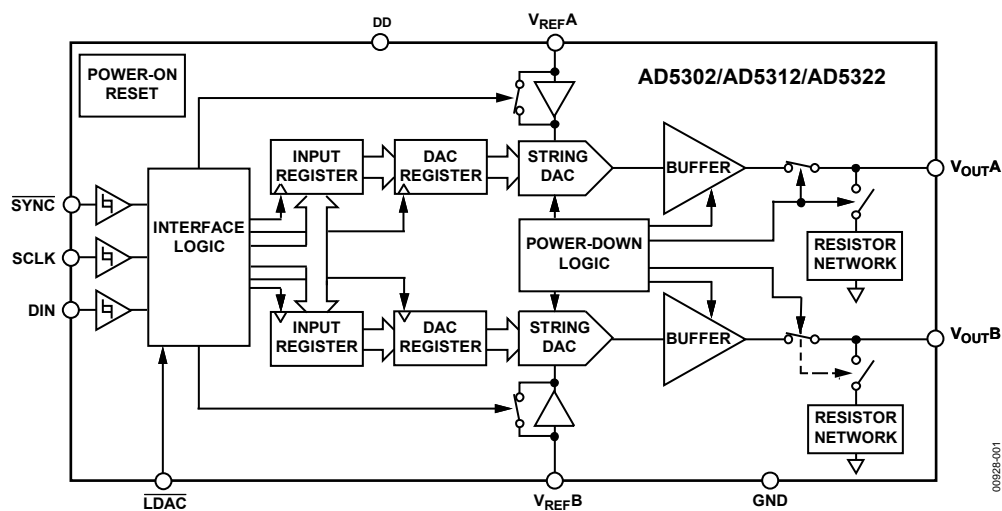 DD
VREFA
POWER-ON
RESET
AD5302/AD5312/AD5322
INPUT
REGISTER
DAC
REGISTER
STRING
DAC
BUFFER
VOUTA
SYNC
SCLK
DIN
INTERFACE
LOGIC
POWER-DOWN
LOGIC
RESISTOR
NETWORK
INPUT
REGISTER
DAC
REGISTER
STRING
DAC
BUFFER
VOUTB
RESISTOR
NETWORK
LDAC
VREFB
GND
00928-001